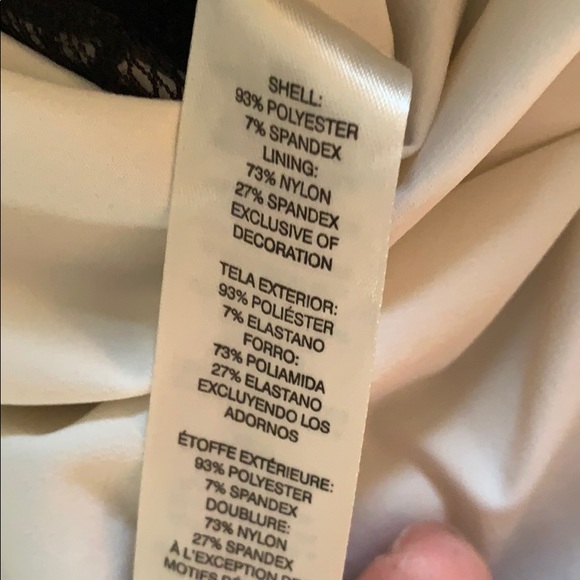 SHELL:
93% POLYESTER
7% SPANDEX
LINING:
73% NYLON
27% SPANDEX
EXCLUSIVE OF
DECORATION
TELA EXTERIOR:
93% POLIÉSTER
7% ELASTANO
FORRO:
73% POLIAMIDA
27% ELASTANO
EXCLUYENDO LOS
ADORNOS
ÉTOFFE EXTÉRIEURE:
93% POLYESTER
7% SPANDEX
DOUBLURE:
73% NYLON
27% SPANDEX
À L'EXCEPTION DE
MOTIFS